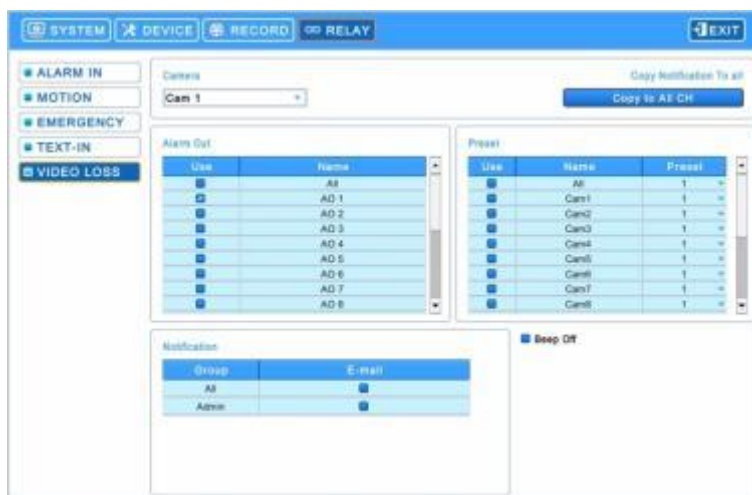 SYSTEM DEVICE RECORD RELAY EXIT
ALARM IN
MOTION
EMERGENCY
TEXT-IN
VIDEO LOSS
Camera Copy Notification To all
Cam 1 Copy to All CH
Alarm Out
Use Name
All
AO 1
AO 2
AO 3
AO 4
AO 5
AO 6
AO 7
AO 8
Preset
Use Name Preset
All 1
Cam1 1
Cam2 1
Cam3 1
Cam4 1
Cam5 1
Cam6 1
Cam7 1
Cam8 1
Notification
Group E-mail
All
Admin
Beep Off